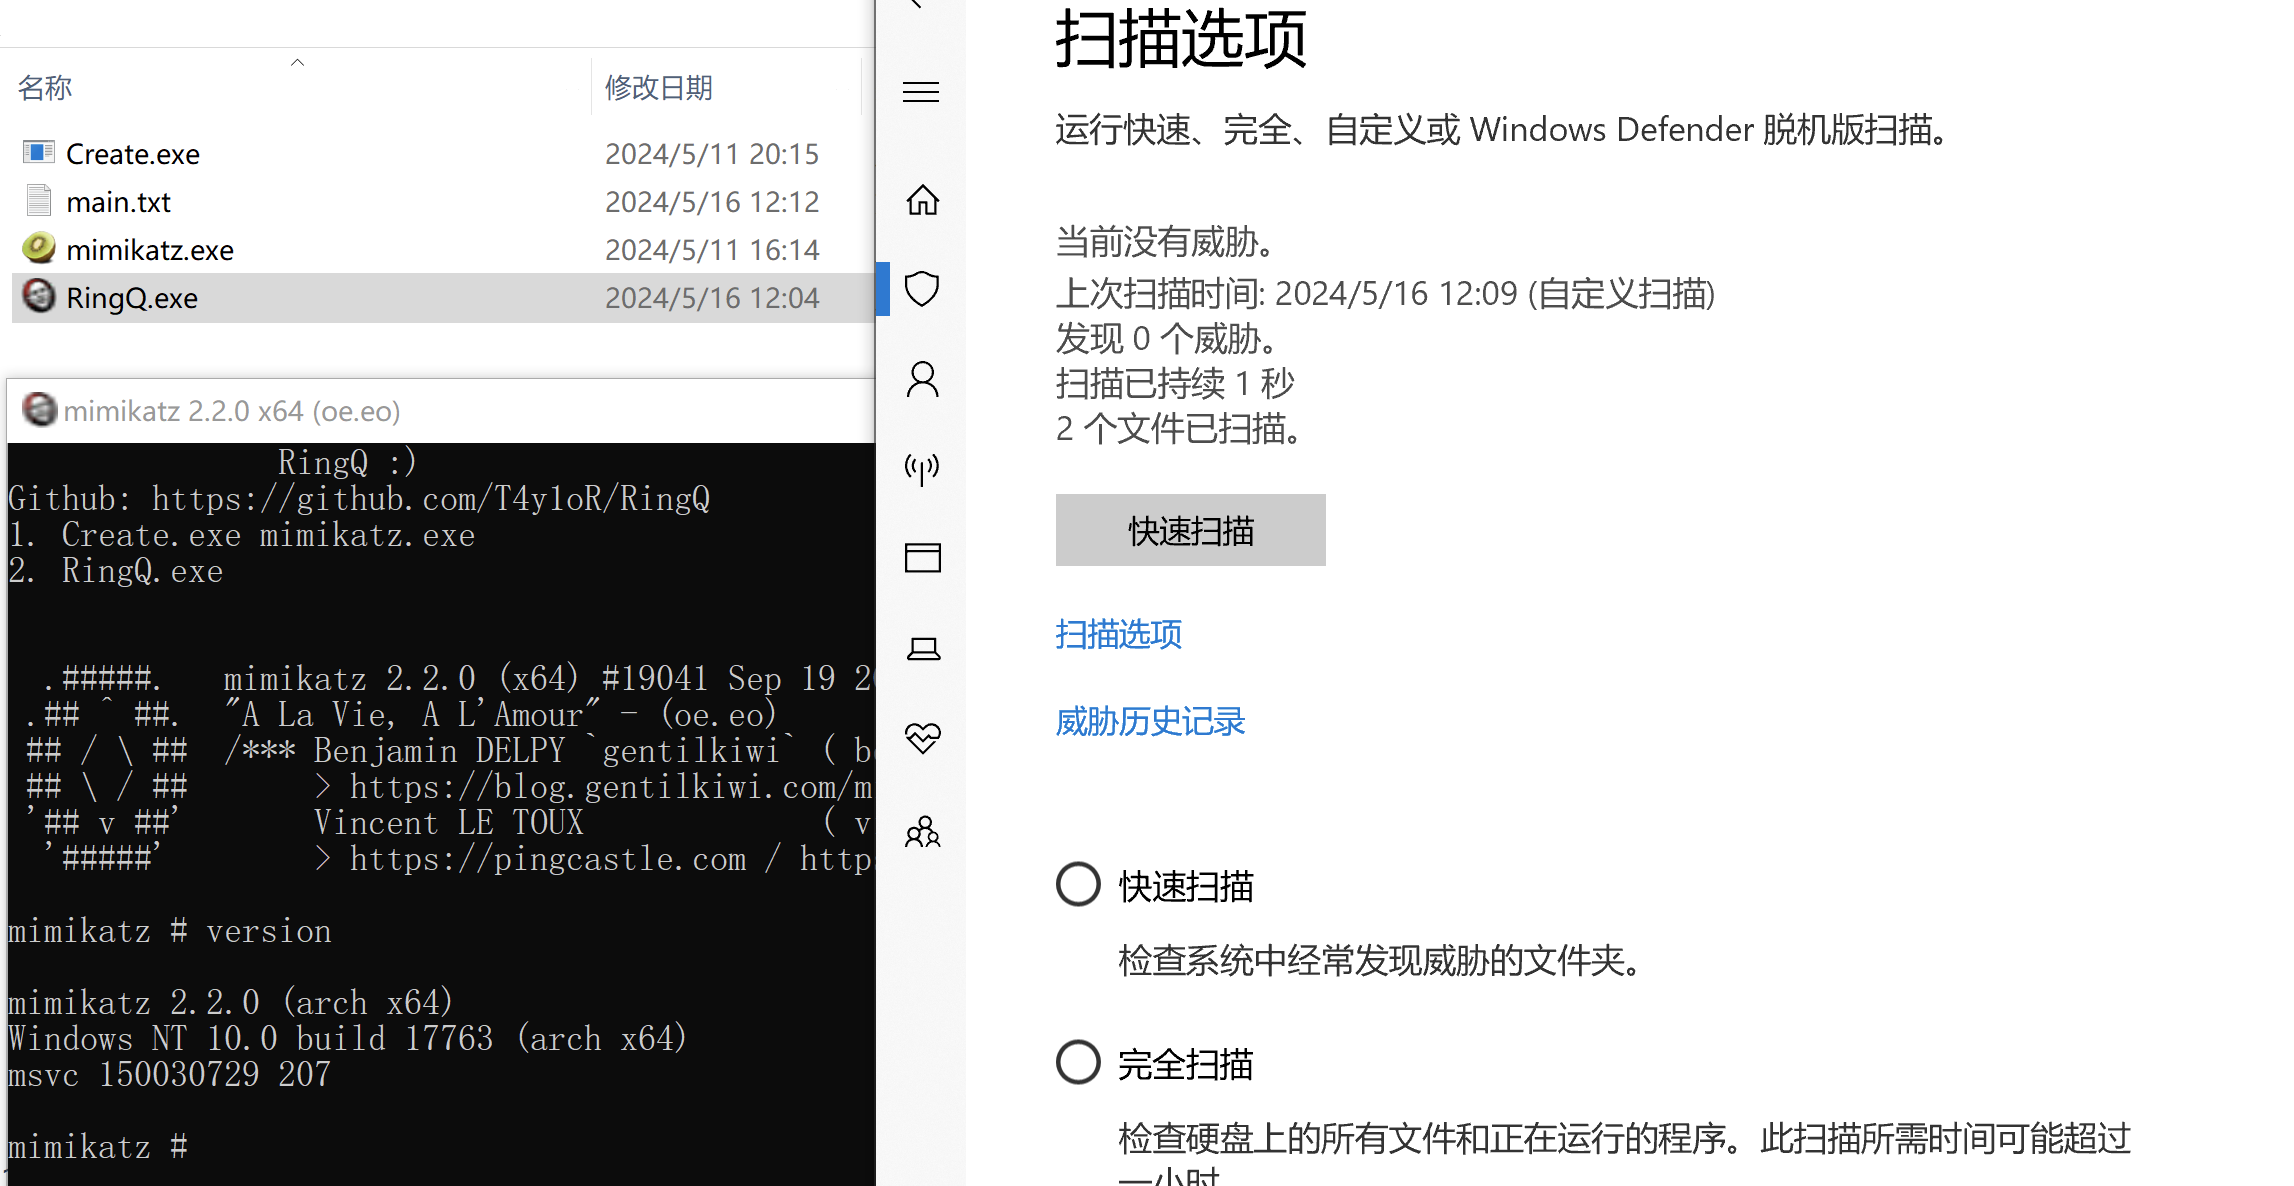 名称 修改日期
Create.exe 2024/5/11 20:15
main.txt 2024/5/16 12:12
mimikatz.exe 2024/5/11 16:14
RingQ.exe 2024/5/16 12:04
mimikatz 2.2.0 x64 (oe.eo)
RingQ :)
Github: https://github.com/T4y1oR/RingQ
1. Create.exe mimikatz.exe
2. RingQ.exe
.#####. mimikatz 2.2.0 (x64) #19041 Sep 19 20
.## ^ ##. "A La Vie, A L'Amour" - (oe.eo)
## / \ ## /*** Benjamin DELPY `gentilkiwi` ( be
## \ / ## > https://blog.gentilkiwi.com/m
'## v ##' Vincent LE TOUX ( v
'#####' > https://pingcastle.com / http
mimikatz # version
mimikatz 2.2.0 (arch x64)
Windows NT 10.0 build 17763 (arch x64)
msvc 150030729 207
mimikatz #
扫描选项
运行快速、完全、自定义或 Windows Defender 脱机版扫描。
当前没有威胁。
上次扫描时间: 2024/5/16 12:09 (自定义扫描)
发现 0 个威胁。
扫描已持续 1 秒
2 个文件已扫描。
快速扫描
扫描选项
威胁历史记录
快速扫描
检查系统中经常发现威胁的文件夹。
完全扫描
检查硬盘上的所有文件和正在运行的程序。此扫描所需时间可能超过
一小时